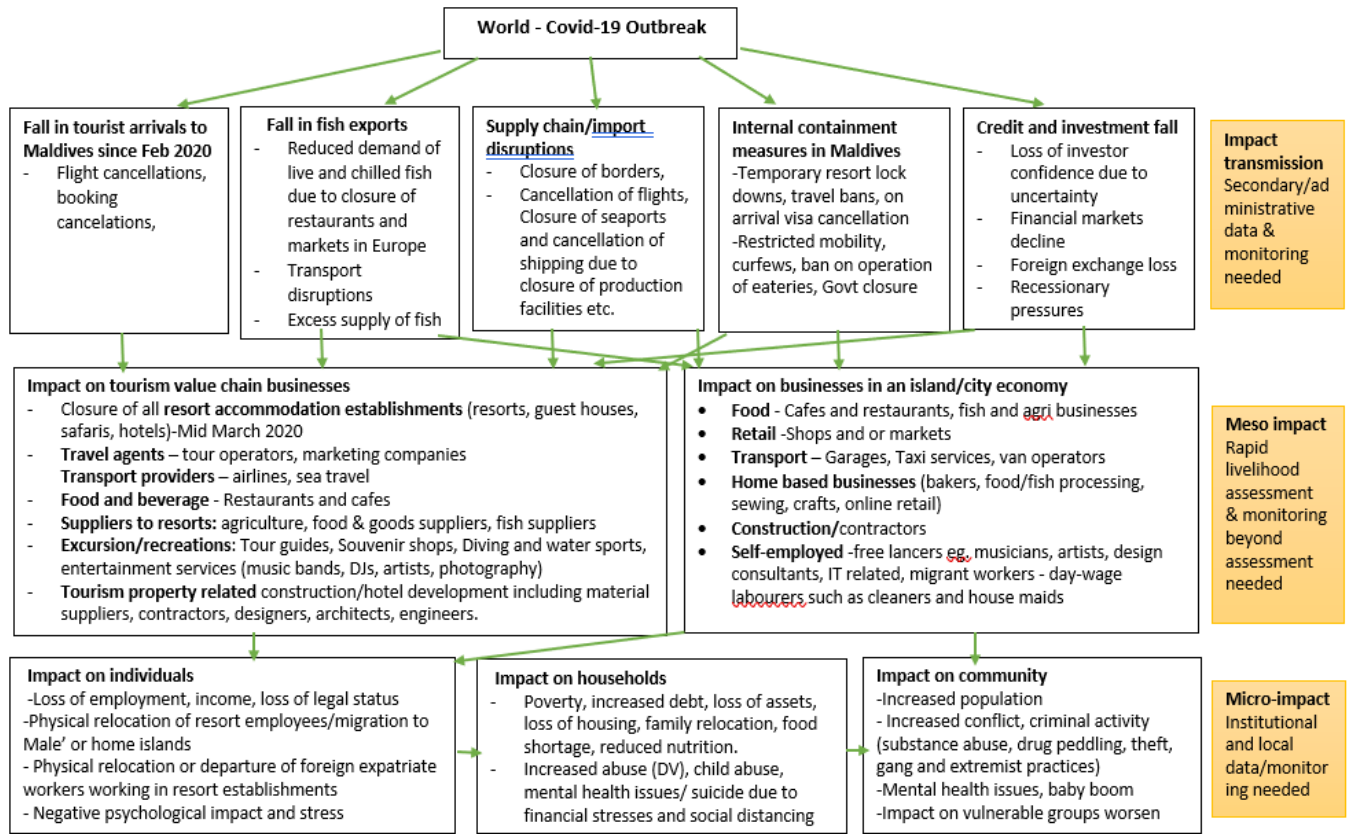 World - Covid-19 Outbreak
Fall in tourist arrivals to
Maldives since Feb 2020
- Flight cancellations,
booking
cancelations,
Fall in fish exports
- Reduced demand of
live and chilled fish
due to closure of
restaurants and
markets in Europe
- Transport
disruptions
- Excess supply of fish
Supply chain/import
disruptions
- Closure of borders,
- Cancellation of flights,
Closure of seaports
and cancellation of
shipping due to
closure of production
facilities etc.
Internal containment
measures in Maldives
-Temporary resort lock
downs, travel bans, on
arrival visa cancellation
-Restricted mobility,
curfews, ban on operation
of eateries, Govt closure
Credit and investment fall
- Loss of investor
confidence due to
uncertainty
- Financial markets
decline
- Foreign exchange loss
- Recessionary
pressures
Impact
transmission
Secondary/ad
ministrative
data &
monitoring
needed
Impact on tourism value chain businesses
- Closure of all resort accommodation establishments (resorts, guest houses,
safaris, hotels)-Mid March 2020
- Travel agents – tour operators, marketing companies
Transport providers – airlines, sea travel
- Food and beverage - Restaurants and cafes
- Suppliers to resorts: agriculture, food & goods suppliers, fish suppliers
- Excursion/recreations: Tour guides, Souvenir shops, Diving and water sports,
entertainment services (music bands, DJs, artists, photography)
- Tourism property related construction/hotel development including material
suppliers, contractors, designers, architects, engineers.
Impact on businesses in an island/city economy
• Food - Cafes and restaurants, fish and agri businesses
• Retail -Shops and or markets
• Transport – Garages, Taxi services, van operators
• Home based businesses (bakers, food/fish processing,
sewing, crafts, online retail)
• Construction/contractors
• Self-employed -free lancers eg. musicians, artists, design
consultants, IT related, migrant workers - day-wage
labourers such as cleaners and house maids
Meso impact
Rapid
livelihood
assessment
& monitoring
beyond
assessment
needed
Impact on individuals
-Loss of employment, income, loss of legal status
-Physical relocation of resort employees/migration to
Male’ or home islands
- Physical relocation or departure of foreign expatriate
workers working in resort establishments
- Negative psychological impact and stress
Impact on households
- Poverty, increased debt, loss of assets,
loss of housing, family relocation, food
shortage, reduced nutrition.
- Increased abuse (DV), child abuse,
mental health issues/ suicide due to
financial stresses and social distancing
Impact on community
-Increased population
- Increased conflict, criminal activity
(substance abuse, drug peddling, theft,
gang and extremist practices)
-Mental health issues, baby boom
-Impact on vulnerable groups worsen
Micro-impact
Institutional
and local
data/monitor
ing needed